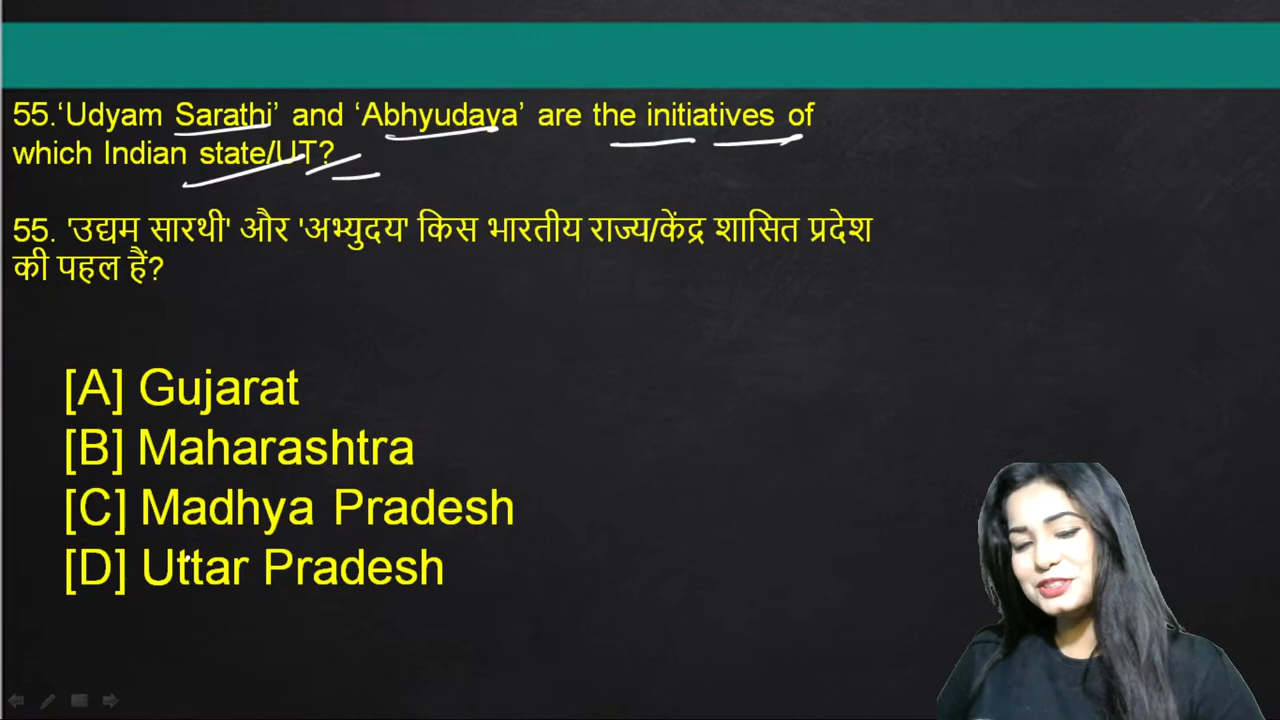 55.‘Udyam Sarathi’ and ‘Abhyudaya’ are the initiatives of
which Indian state/UT?
55. 'उद्यम सारथी' और 'अभ्युदय' किस भारतीय राज्य/केंद्र शासित प्रदेश
की पहल हैं?
[A] Gujarat
[B] Maharashtra
[C] Madhya Pradesh
[D] Uttar Pradesh